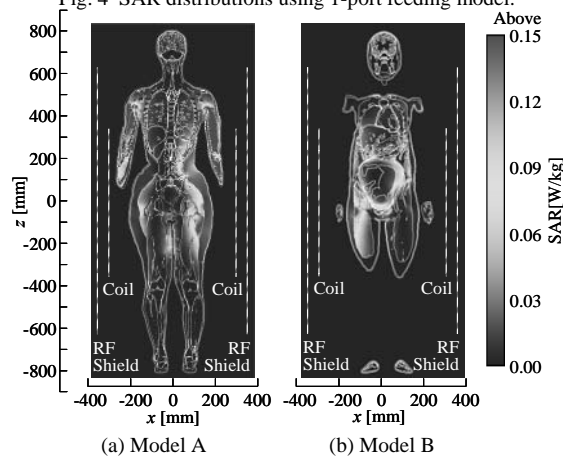 Fig. 4 SAR distributions using 1-port feeding model.
Above
800
600
400
200
0
-200
-400
-600
-800
z [mm]
Coil
Coil
RF
Shield
RF
Shield
Coil
Coil
RF
Shield
RF
Shield
0.15
0.12
0.09
0.06
0.03
0.00
SAR[W/kg]
-400 -200 0 200 400
x [mm]
-400 -200 0 200 400
x [mm]
(a) Model A
(b) Model B